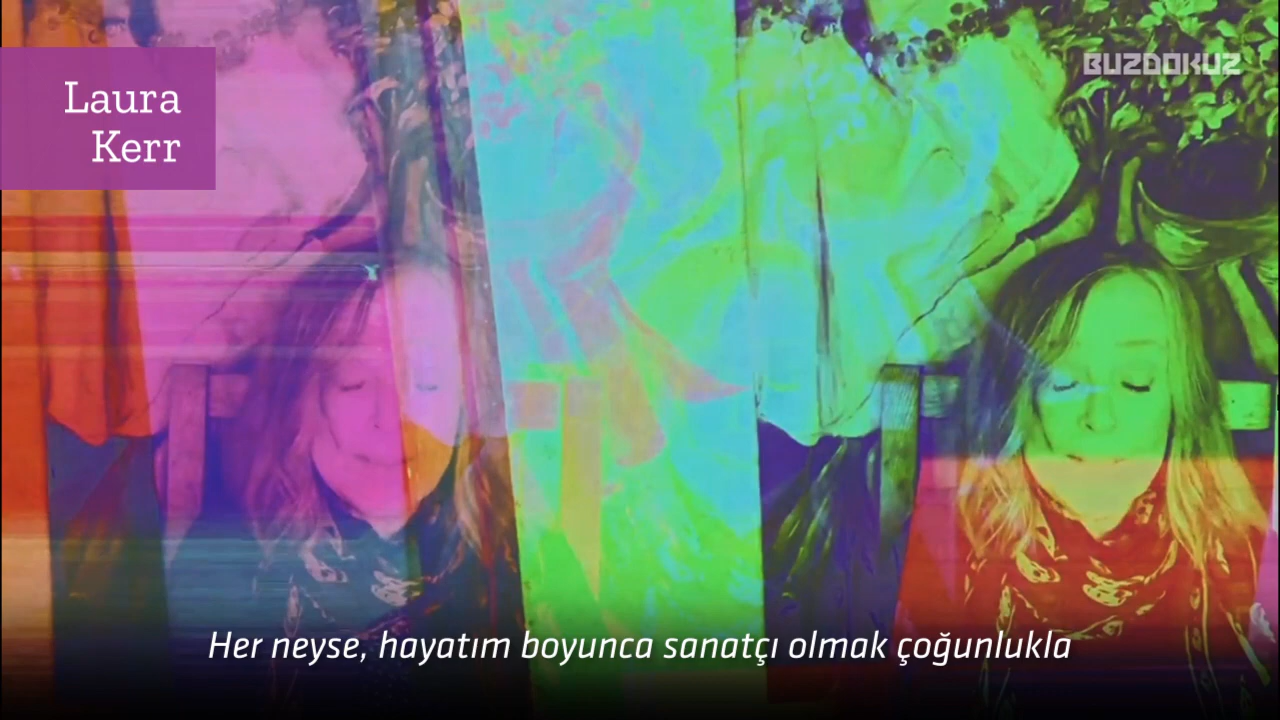 Laura
Kerr
BUZDOKUZ
Her neyse, hayatım boyunca sanatçı olmak çoğunlukla